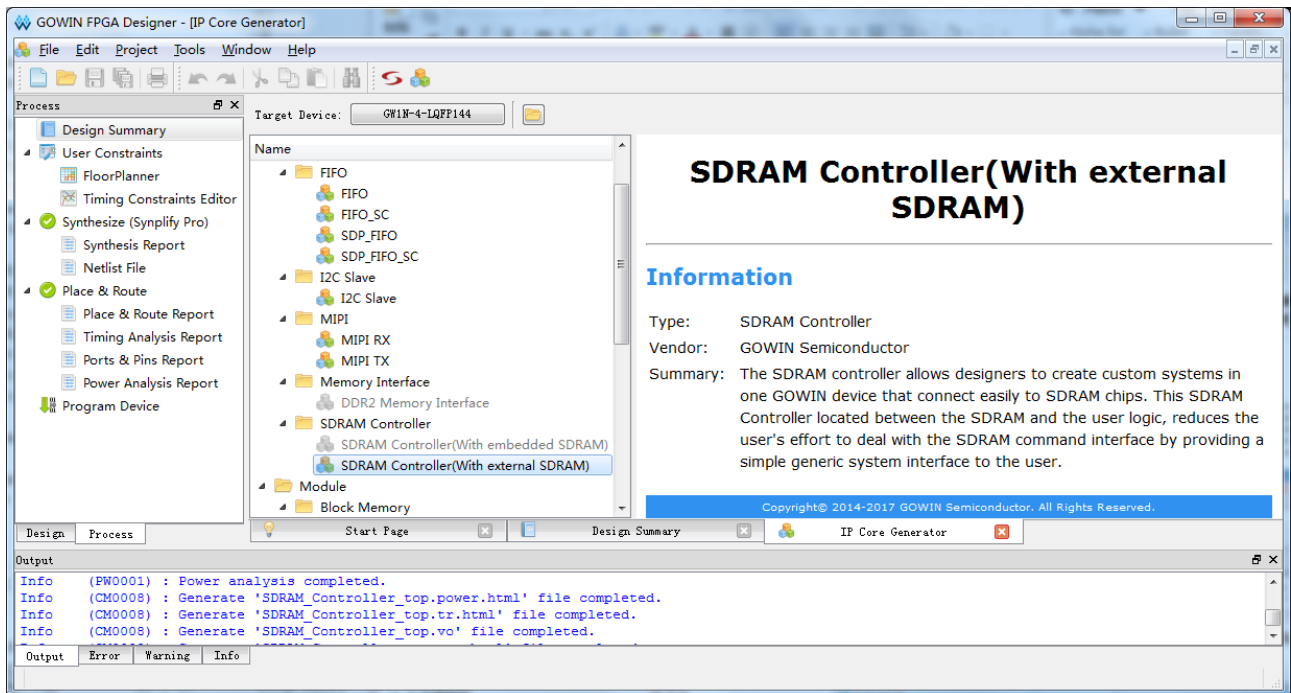 GOWIN FPGA Designer - [IP Core Generator]
File Edit Project Tools Window Help
Process
Design Summary
User Constraints
FloorPlanner
Timing Constraints Editor
Synthesize (Synplify Pro)
Synthesis Report
Netlist File
Place & Route
Place & Route Report
Timing Analysis Report
Ports & Pins Report
Power Analysis Report
Program Device
Design Process
Target Device: GW1N-4-LQFP144
Name
FIFO
FIFO
FIFO_SC
SDP_FIFO
SDP_FIFO_SC
I2C Slave
I2C Slave
MIPI
MIPI RX
MIPI TX
Memory Interface
DDR2 Memory Interface
SDRAM Controller
SDRAM Controller(With embedded SDRAM)
SDRAM Controller(With external SDRAM)
Module
Block Memory
SDRAM Controller(With external
SDRAM)
Information
Type: SDRAM Controller
Vendor: GOWIN Semiconductor
Summary: The SDRAM controller allows designers to create custom systems in
one GOWIN device that connect easily to SDRAM chips. This SDRAM
Controller located between the SDRAM and the user logic, reduces the
user's effort to deal with the SDRAM command interface by providing a
simple generic system interface to the user.
Copyright© 2014-2017 GOWIN Semiconductor. All Rights Reserved.
Start Page Design Summary IP Core Generator
Output
Info (PW0001) : Power analysis completed.
Info (CM0008) : Generate 'SDRAM_Controller_top.power.html' file completed.
Info (CM0008) : Generate 'SDRAM_Controller_top.tr.html' file completed.
Info (CM0008) : Generate 'SDRAM_Controller_top.vo' file completed.
Output Error Warning Info